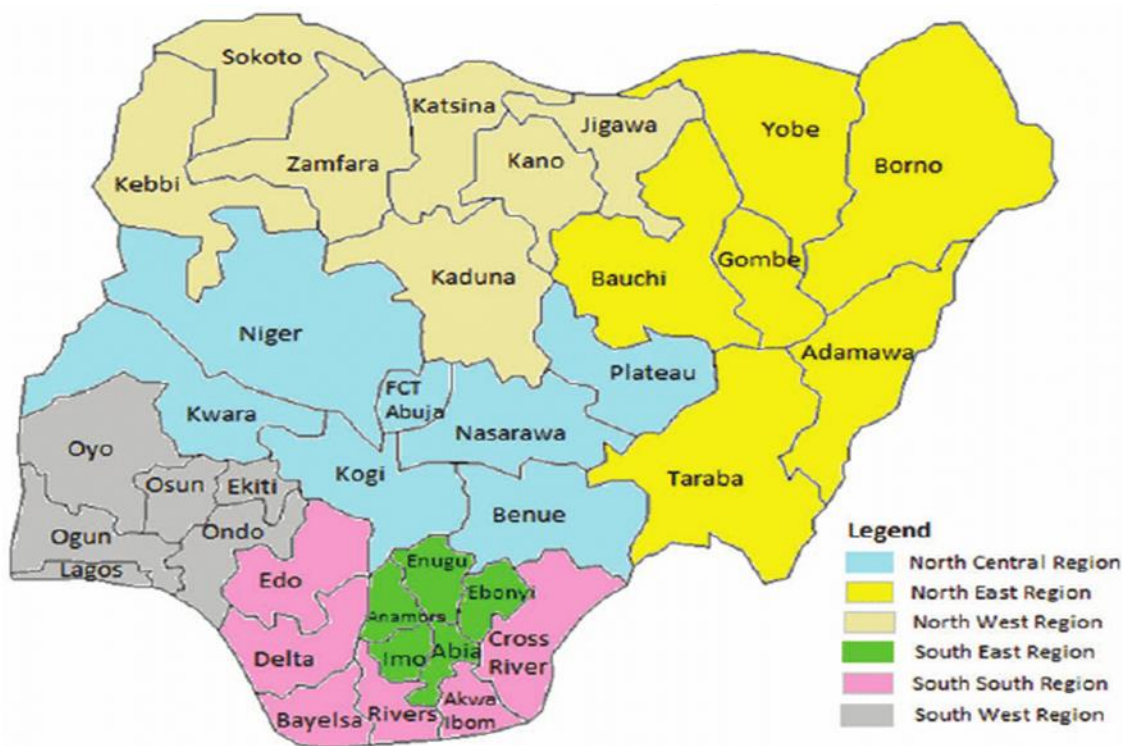 Sokoto
Katsina
Jigawa
Yobe
Kano
Zamfara
Borno
Kebbi
Gombe
Bauchi
Kaduna
Niger
Adamawa
Plateau
FCT
Abuja
Kwara
Nasarawa
Oyo
Kogi
Taraba
Osun
Ekiti
Benue
Ondo
Ogun
Lagos
Enugu
Edo
Ebonyi
Anambrs
Cross
River
Abia
Imo
Delta
Akwa
Ibom
Rivers
Bayelsa
Legend
North Central Region
North East Region
North West Region
South East Region
South South Region
South West Region